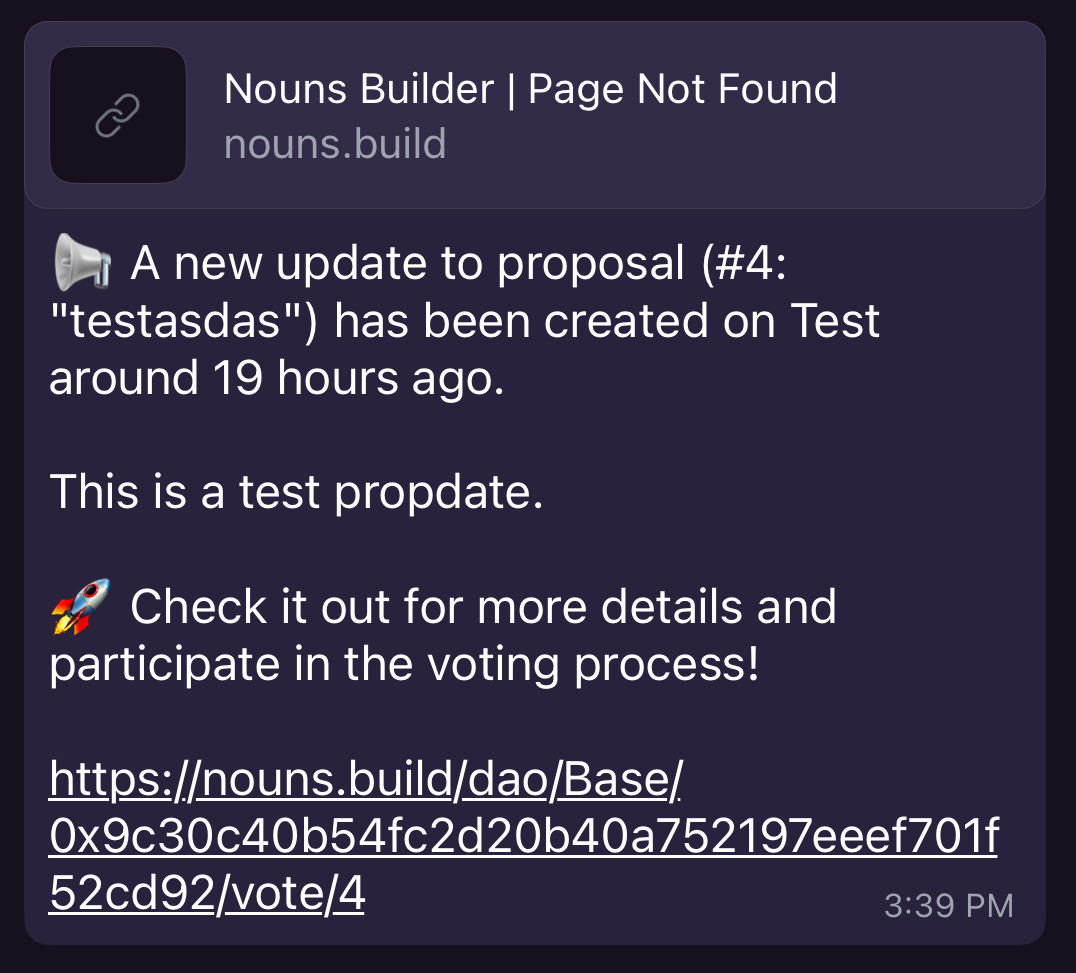 Nouns Builder | Page Not Found
nouns.build
📢 A new update to proposal (#4:
"testasdas") has been created on Test
around 19 hours ago.
This is a test propdate.
🚀 Check it out for more details and
participate in the voting process!
https://nouns.build/dao/Base/
0x9c30c40b54fc2d20b40a752197eeef701f
52cd92/vote/4
3:39 PM